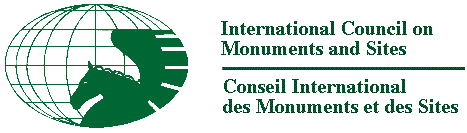 International Council on
Monuments and Sites
Conseil International
des Monuments et des Sites